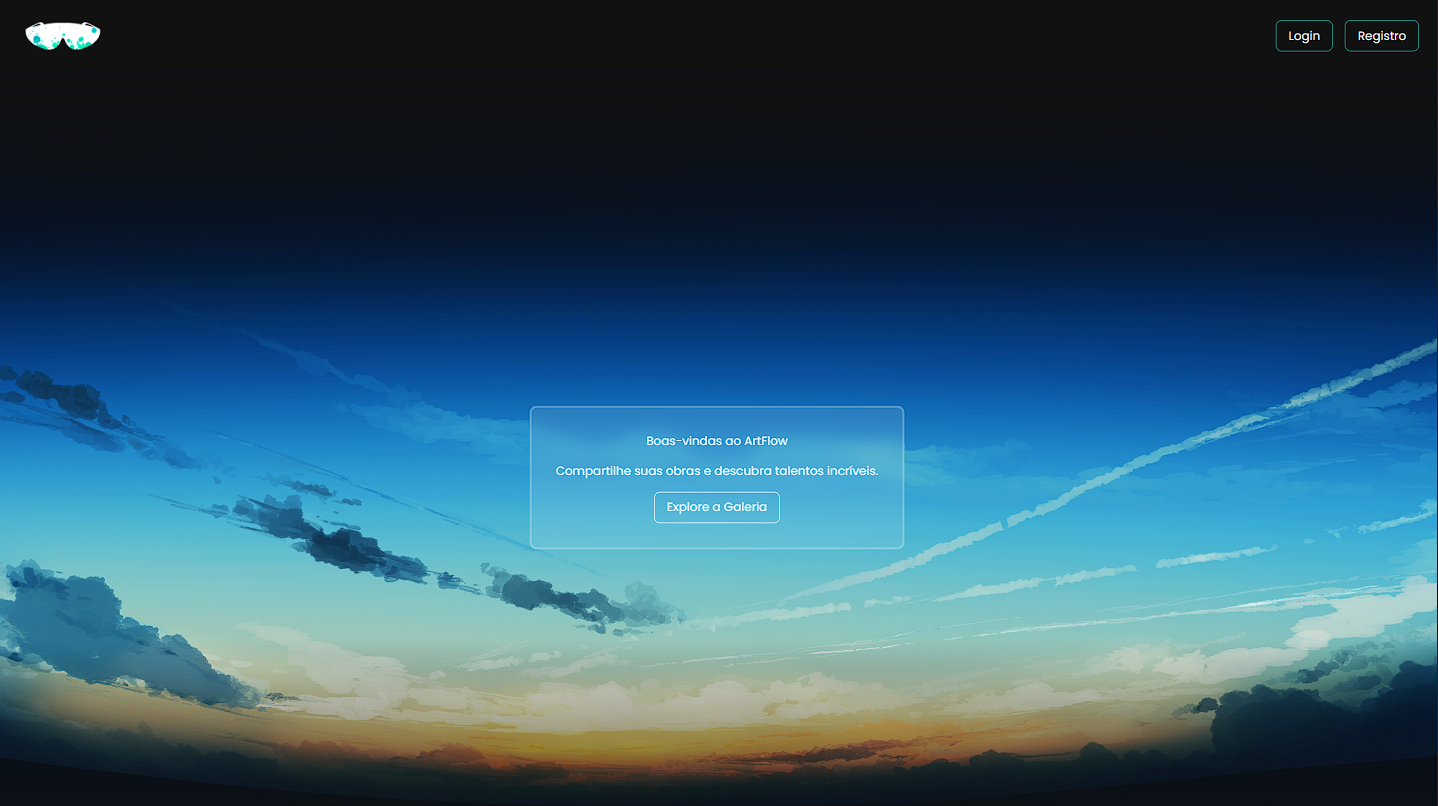 Login
Registro
Boas-vindas ao ArtFlow
Compartilhe suas obras e descubra talentos incríveis.
Explore a Galeria